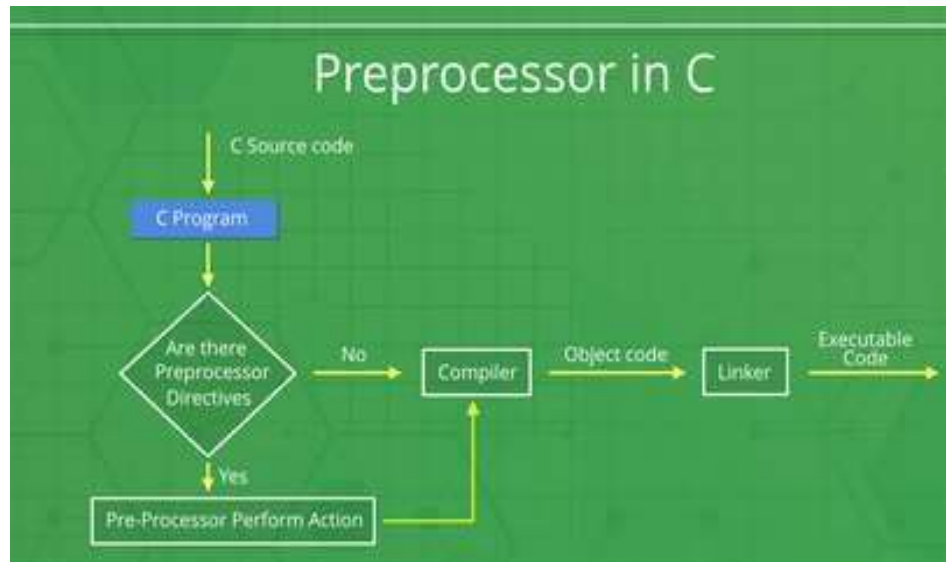 Preprocessor in C
C Source code
C Program
Are there
Preprocessor
Directives
No
Compiler
Object code
Linker
Executable
Code
Yes
Pre-Processor Perform Action